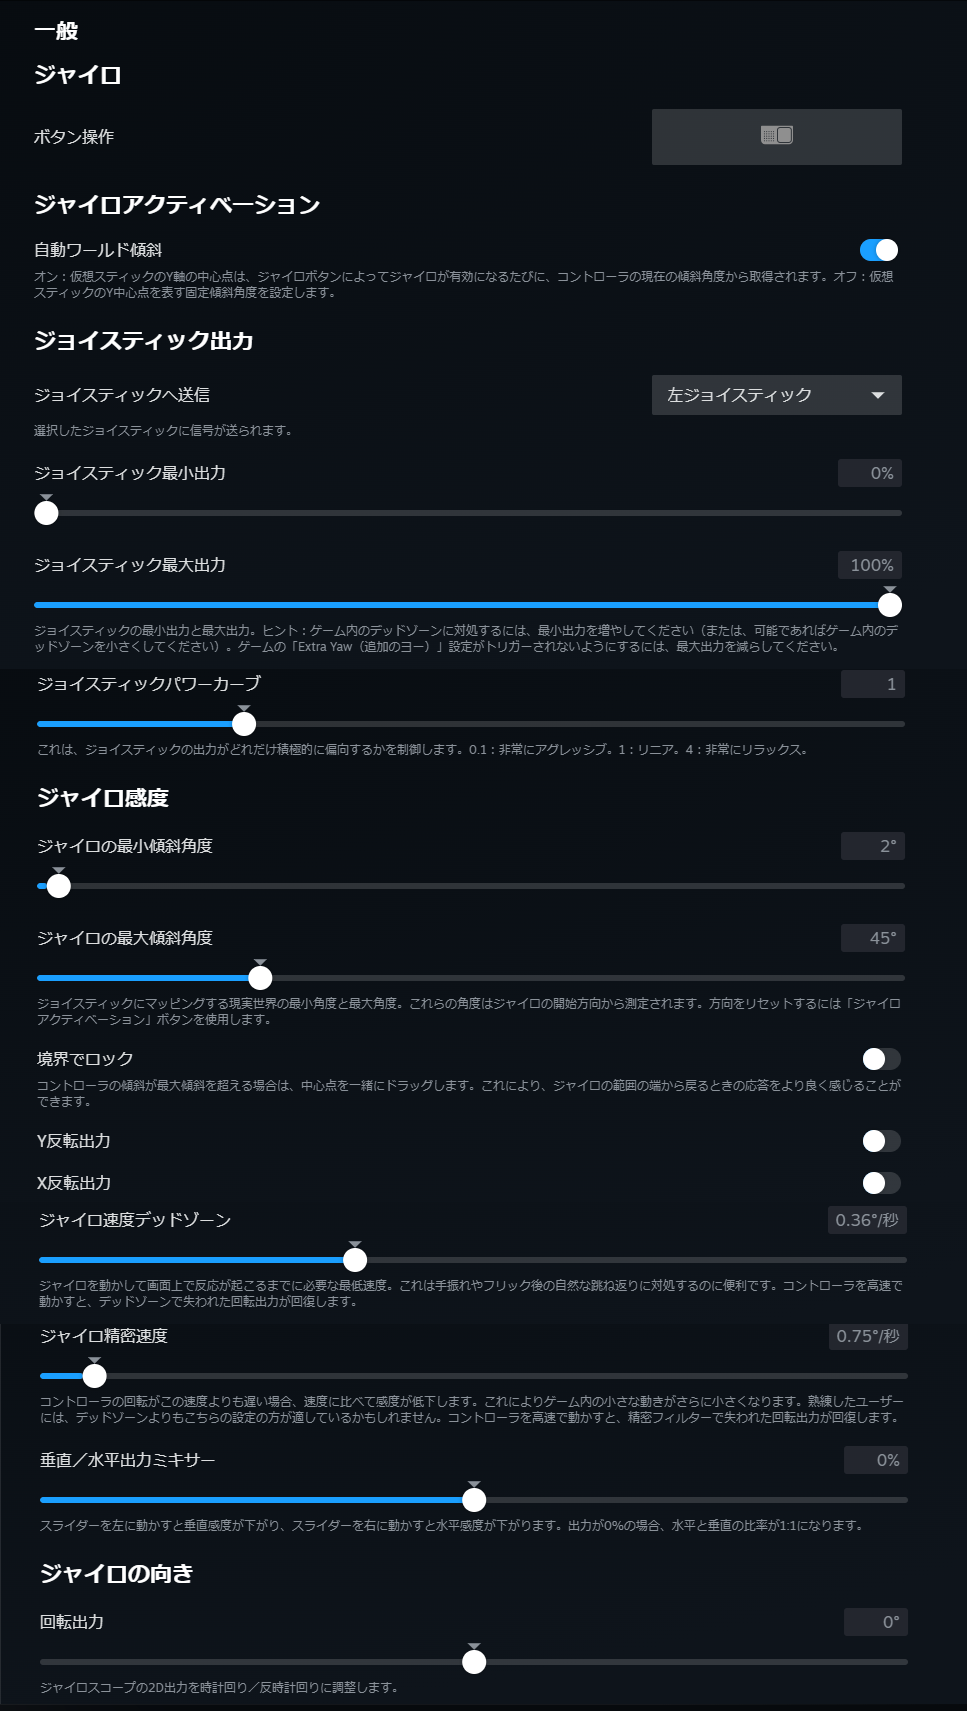 一般
ジャイロ
ボタン操作
ジャイロアクティベーション
自動ワールド傾斜
オン：仮想スティックのY軸の中心点は、ジャイロボタンによってジャイロが有効になるたびに、コントローラの現在の傾斜角度から取得されます。オフ：仮想
スティックのY中心点を表す固定傾斜角度を設定します。
ジョイスティック出力
ジョイスティックへ送信
左ジョイスティック
選択したジョイスティックに信号が送られます。
ジョイスティック最小出力
0%
ジョイスティック最大出力
100%
ジョイスティックの最小出力と最大出力。ヒント：ゲーム内のデッドゾーンに対処するには、最小出力を増やしてください（または、可能であればゲーム内のデ
ッドゾーンを小さくしてください）。ゲームの「Extra Yaw（追加のヨー）」設定がトリガーされないようにするには、最大出力を減らしてください。
ジョイスティックパワーカーブ
1
これは、ジョイスティックの出力がどれだけ積極的に偏向するかを制御します。0.1：非常にアグレッシブ。1：リニア。4：非常にリラックス。
ジャイロ感度
ジャイロの最小傾斜角度
2°
ジャイロの最大傾斜角度
45°
ジョイスティックにマッピングする現実世界の最小角度と最大角度。これらの角度はジャイロの開始方向から測定されます。方向をリセットするには「ジャイロ
アクティベーション」ボタンを使用します。
境界でロック
コントローラの傾斜が最大傾斜を超える場合は、中心点を一緒にドラッグします。これにより、ジャイロの範囲の端から戻るときの応答をより良く感じることが
できます。
Y反転出力
X反転出力
ジャイロ速度デッドゾーン
0.36°/秒
ジャイロを動かして画面上で反応が起こるまでに必要な最低速度。これは手振れやフリック後の自然な跳ね返りに対処するのに便利です。コントローラを高速で
動かすと、デッドゾーンで失われた回転出力が回復します。
ジャイロ精密速度
0.75°/秒
コントローラの回転がこの速度よりも遅い場合、速度に比べて感度が低下します。これによりゲーム内の小さな動きがさらに小さくなります。熟練したユーザー
には、デッドゾーンよりもこちらの設定の方が適しているかもしれません。コントローラを高速で動かすと、精密フィルターで失われた回転出力が回復します。
垂直／水平出力ミキサー
0%
スライダーを左に動かすと垂直感度が下がり、スライダーを右に動かすと水平感度が下がります。出力が0%の場合、水平と垂直の比率が1:1になります。
ジャイロの向き
回転出力
0°
ジャイロスコープの2D出力を時計回り／反時計回りに調整します。